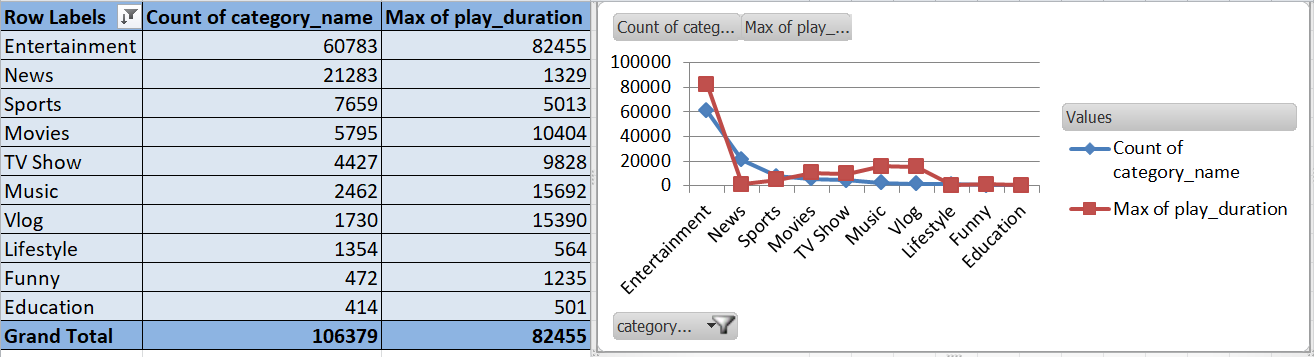 Row Labels Count of category_name Max of play_duration
Entertainment 60783 82455
News 21283 1329
Sports 7659 5013
Movies 5795 10404
TV Show 4427 9828
Music 2462 15692
Vlog 1730 15390
Lifestyle 1354 564
Funny 472 1235
Education 414 501
Grand Total 106379 82455
Count of categ... Max of play_...
100000
80000
60000
40000
20000
0
Entertainment
News
Sports
Movies
TV Show
Music
Vlog
Lifestyle
Funny
Education
Values
Count of
category_name
Max of play_duration
category...